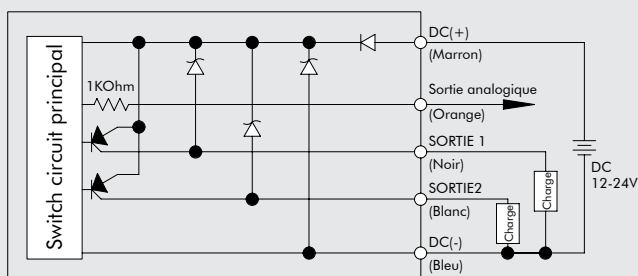 Switch circuit principal
1KOhm
DC(+)
(Marron)
Sortie analogique
(Orange)
SORTIE 1
(Noir)
SORTIE2
(Blanc)
DC(-)
(Bleu)
Charge
Charge
DC
12-24V